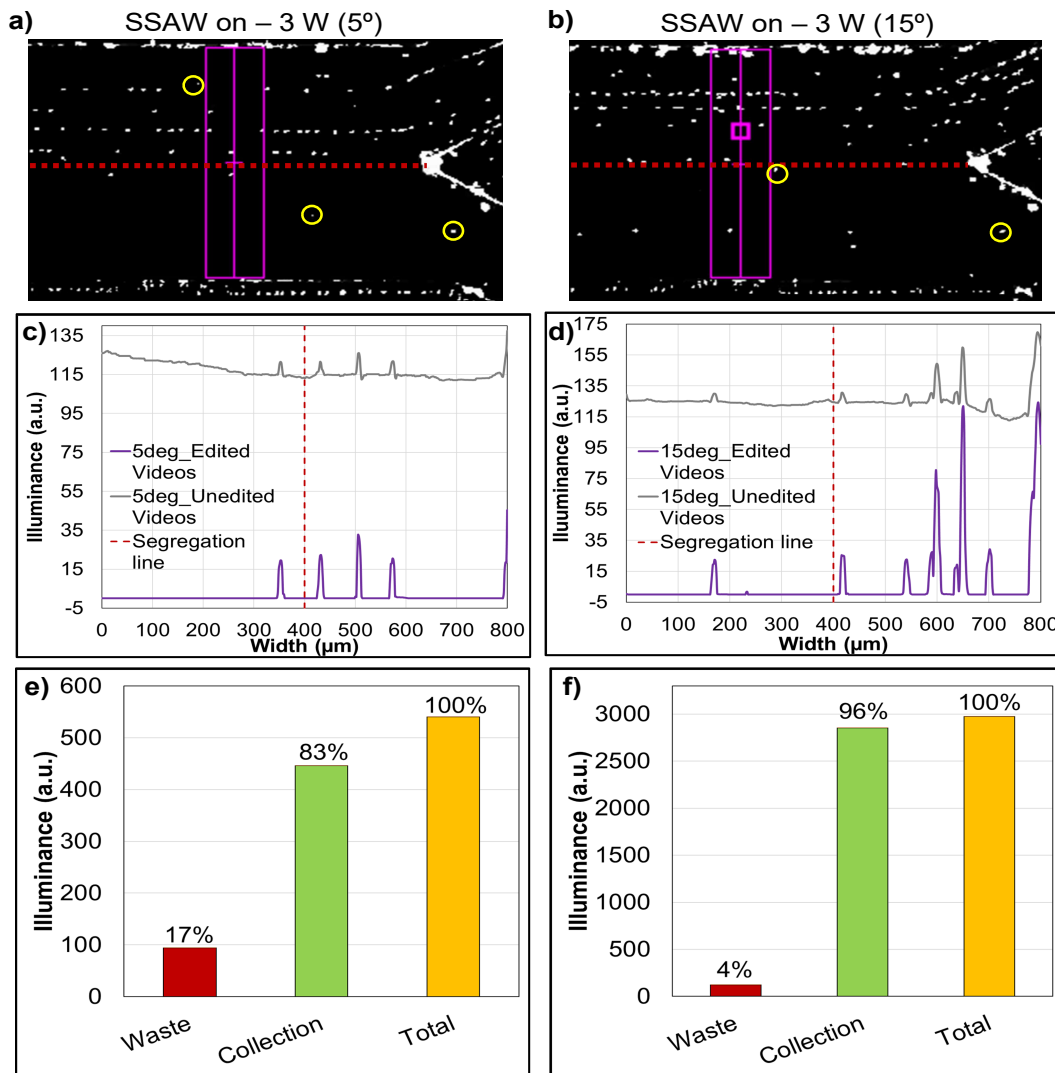 a) SSAW on – 3 W (5º)
b) SSAW on – 3 W (15º)
c)
135
115
95
75
55
35
15
-5
Illuminance (a.u.)
5deg_Edited
Videos
5deg_Unedited
Videos
Segregation
line
0 100 200 300 400 500 600 700 800
Width (µm)
d)
175
155
135
115
95
75
55
35
15
-5
Iluuminance (a.u.)
15deg_Edited
Videos
15deg_Unedited
Videos
Segregation line
0 100 200 300 400 500 600 700 800
Width (µm)
e)
600
500
400
300
200
100
0
Illuminance (a.u.)
17%
83%
100%
Waste
Collection
Total
f)
3000
2500
2000
1500
1000
500
0
Illuminance (a.u.)
4%
96%
100%
Waste
Collection
Total